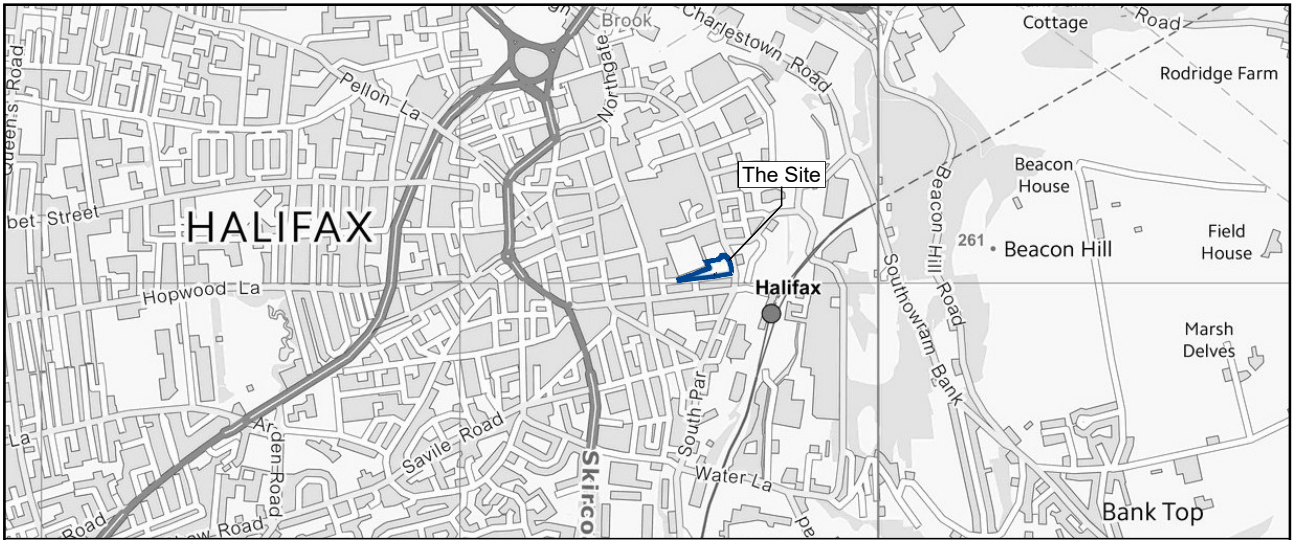 Brook
Charlestown Road
Cottage
Road
Rodridge Farm
Queen's Road
Pellon La
Northgate
The Site
Beacon
House
bet Street
HALIFAX
Beacon Hill Road
261
Beacon Hill
Field
House
Hopwood La
Halifax
Southowram Bank
Marsh
Delves
South Par
La
Arden Road
Savile Road
Skirco
Water La
Road
Road
Bank Top